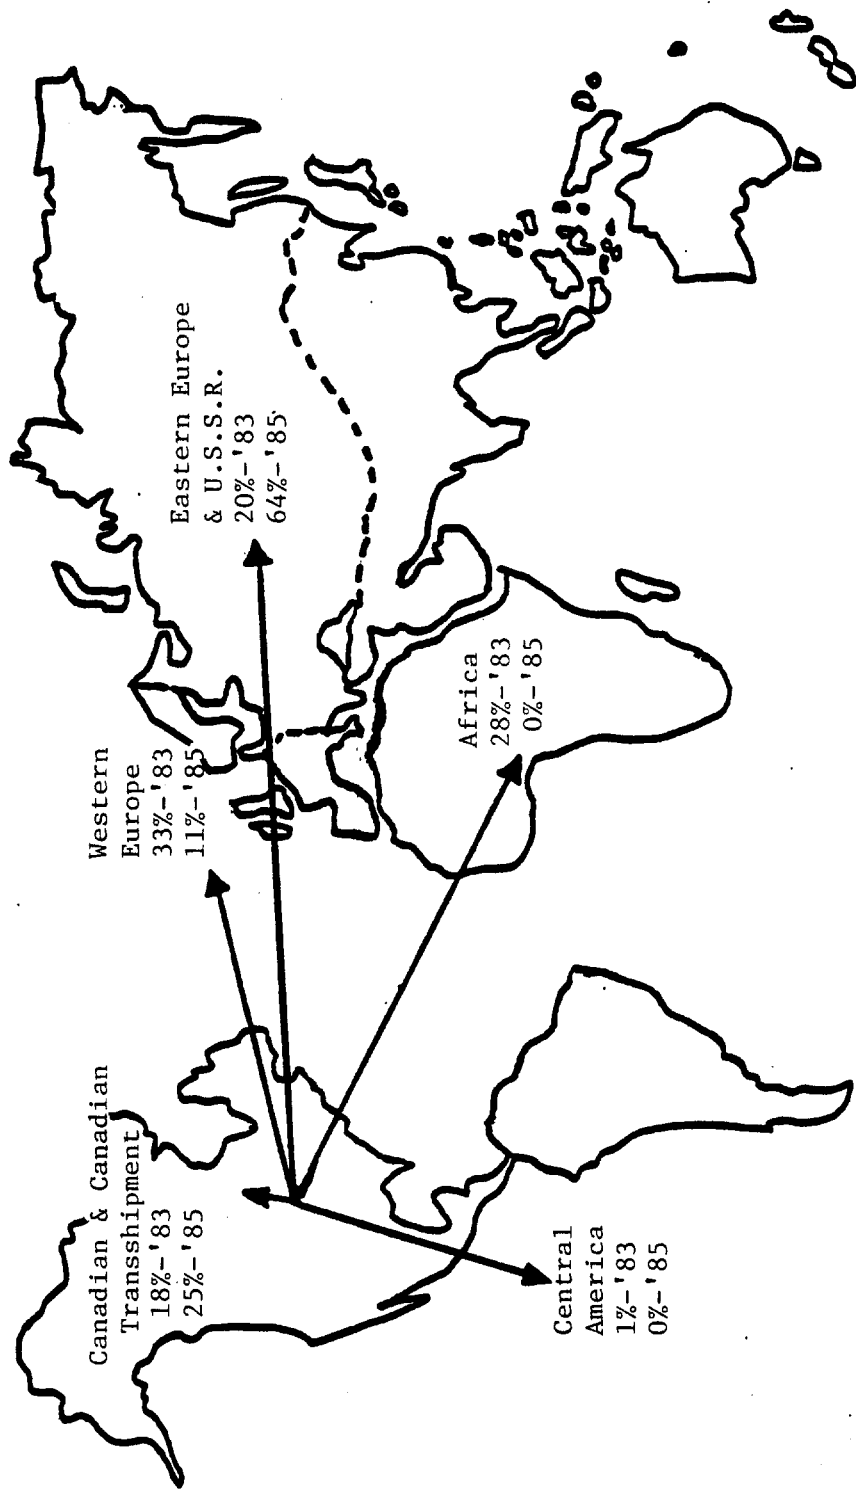 Canadian & Canadian
Transshipment
18%-'83
25%-'85
Western
Europe
33%-'83
11%-'85
Eastern Europe
& U.S.S.R.
20%-'83
64%-'85
Africa
28%-'83
0%-'85
Central
America
1%-'83
0%-'85